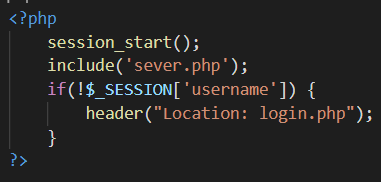 <?php
    session_start();
    include('sever.php');
    if(!$_SESSION['username']) {
        header("Location: login.php");
    }
?>